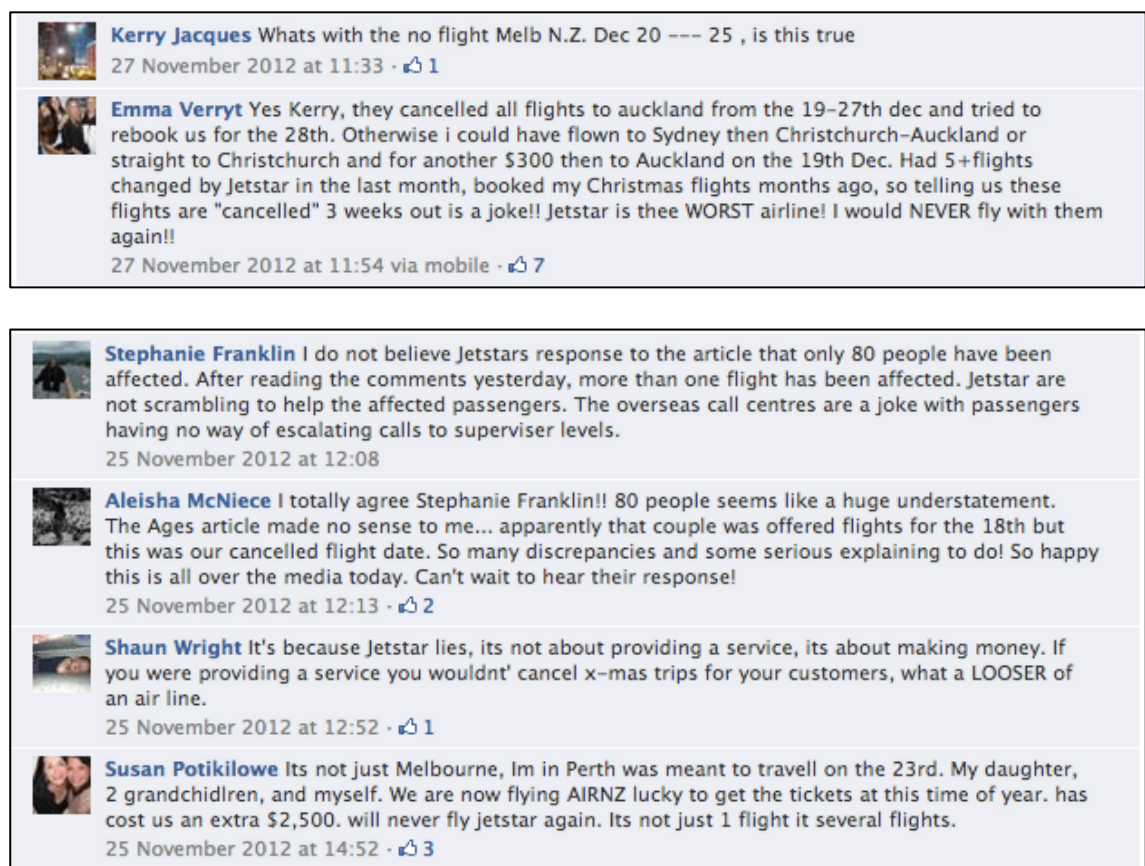 Kerry Jacques Whats with the no flight Melb N.Z. Dec 20 --- 25 , is this true
27 November 2012 at 11:33 · 1
Emma Verryt Yes Kerry, they cancelled all flights to auckland from the 19-27th dec and tried to
rebook us for the 28th. Otherwise i could have flown to Sydney then Christchurch-Auckland or
straight to Christchurch and for another $300 then to Auckland on the 19th Dec. Had 5+flights
changed by Jetstar in the last month, booked my Christmas flights months ago, so telling us these
flights are "cancelled" 3 weeks out is a joke!! Jetstar is thee WORST airline! I would NEVER fly with them
again!!
27 November 2012 at 11:54 via mobile · 7
Stephanie Franklin I do not believe Jetstars response to the article that only 80 people have been
affected. After reading the comments yesterday, more than one flight has been affected. Jetstar are
not scrambling to help the affected passengers. The overseas call centres are a joke with passengers
having no way of escalating calls to superviser levels.
25 November 2012 at 12:08
Aleisha McNiece I totally agree Stephanie Franklin!! 80 people seems like a huge understatement.
The Ages article made no sense to me... apparently that couple was offered flights for the 18th but
this was our cancelled flight date. So many discrepancies and some serious explaining to do! So happy
this is all over the media today. Can't wait to hear their response!
25 November 2012 at 12:13 · 2
Shaun Wright It's because Jetstar lies, its not about providing a service, its about making money. If
you were providing a service you wouldnt' cancel x-mas trips for your customers, what a LOOSER of
an air line.
25 November 2012 at 12:52 · 1
Susan Potikilowe Its not just Melbourne, Im in Perth was meant to travell on the 23rd. My daughter,
2 grandchidlren, and myself. We are now flying AIRNZ lucky to get the tickets at this time of year. has
cost us an extra $2,500. will never fly jetstar again. Its not just 1 flight it several flights.
25 November 2012 at 14:52 · 3